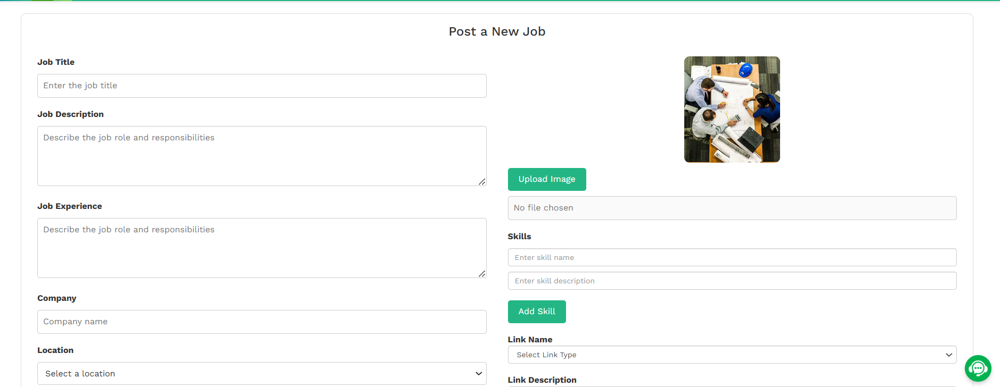 Post a New Job
Job Title
Enter the job title
Job Description
Describe the job role and responsibilities
Job Experience
Describe the job role and responsibilities
Company
Company name
Location
Select a location
Upload Image
No file chosen
Skills
Enter skill name
Enter skill description
Add Skill
Link Name
Select Link Type
Link Description